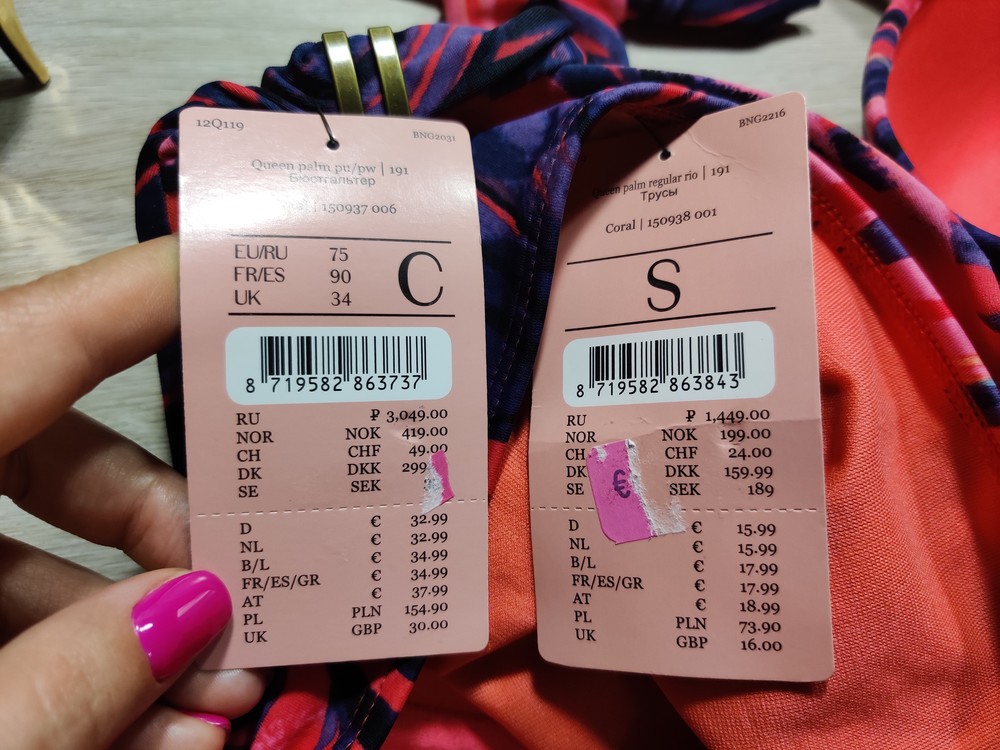 12Q119 BNG2031
Queen palm pu/pw | 191
Бюстгальтер
| 150937 006
EU/RU 75
FR/ES 90
UK 34
C
8 719582 863737
RU ₽ 3,049.00
NOR NOK 419.00
CH CHF 49.00
DK DKK 299
SE SEK
D € 32.99
NL € 32.99
B/L € 34.99
FR/ES/GR € 34.99
AT € 37.99
PL PLN 154.90
UK GBP 30.00
BNG2216
Queen palm regular rio | 191
Трусы
Coral | 150938 001
S
8 719582 863843
RU ₽ 1,449.00
NOR NOK 199.00
CH CHF 24.00
DK DKK 159.99
SE SEK 189
€
D € 15.99
NL € 15.99
B/L € 17.99
FR/ES/GR € 17.99
AT € 18.99
PL PLN 73.90
UK GBP 16.00